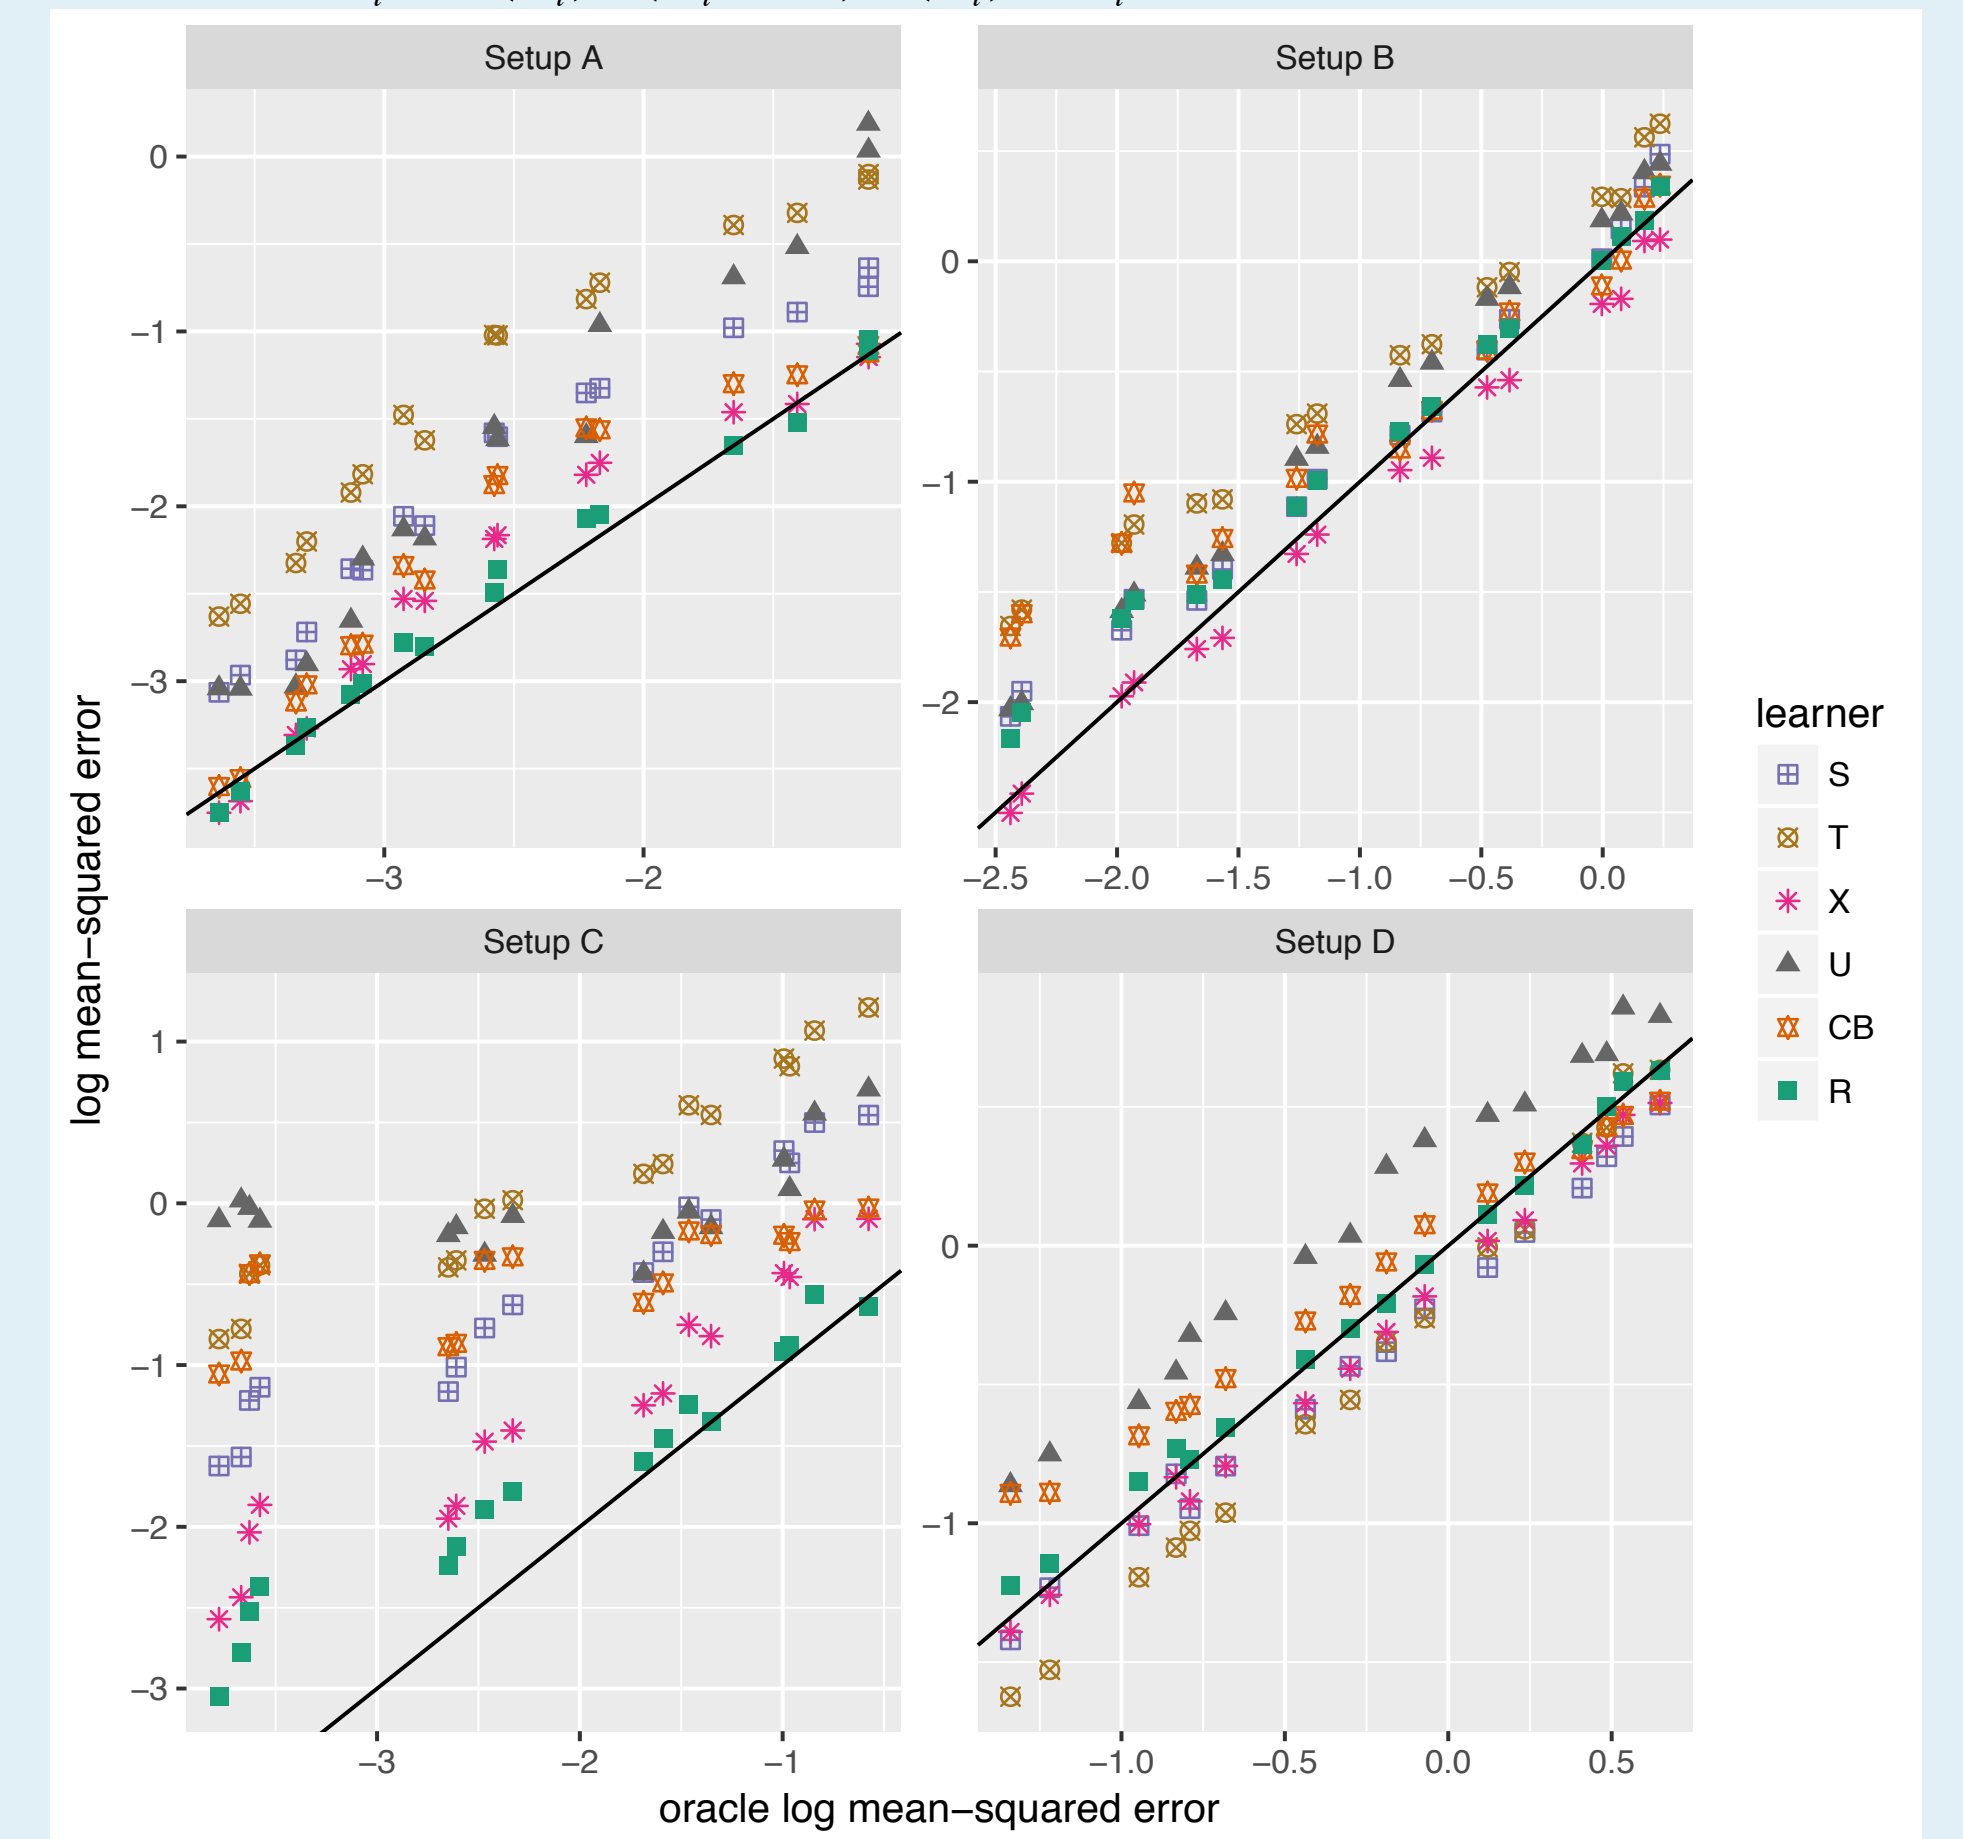 Setup A
Setup B
0
−1
−2
−3
0
−1
−2
−3
−2
−2.5
−2.0
−1.5
−1.0
−0.5
0.0
Setup C
Setup D
1
0
−1
−2
−3
0
−1
−3
−2
−1
−1.0
−0.5
0.0
0.5
log mean−squared error
oracle log mean−squared error
learner
S
T
X
U
CB
R